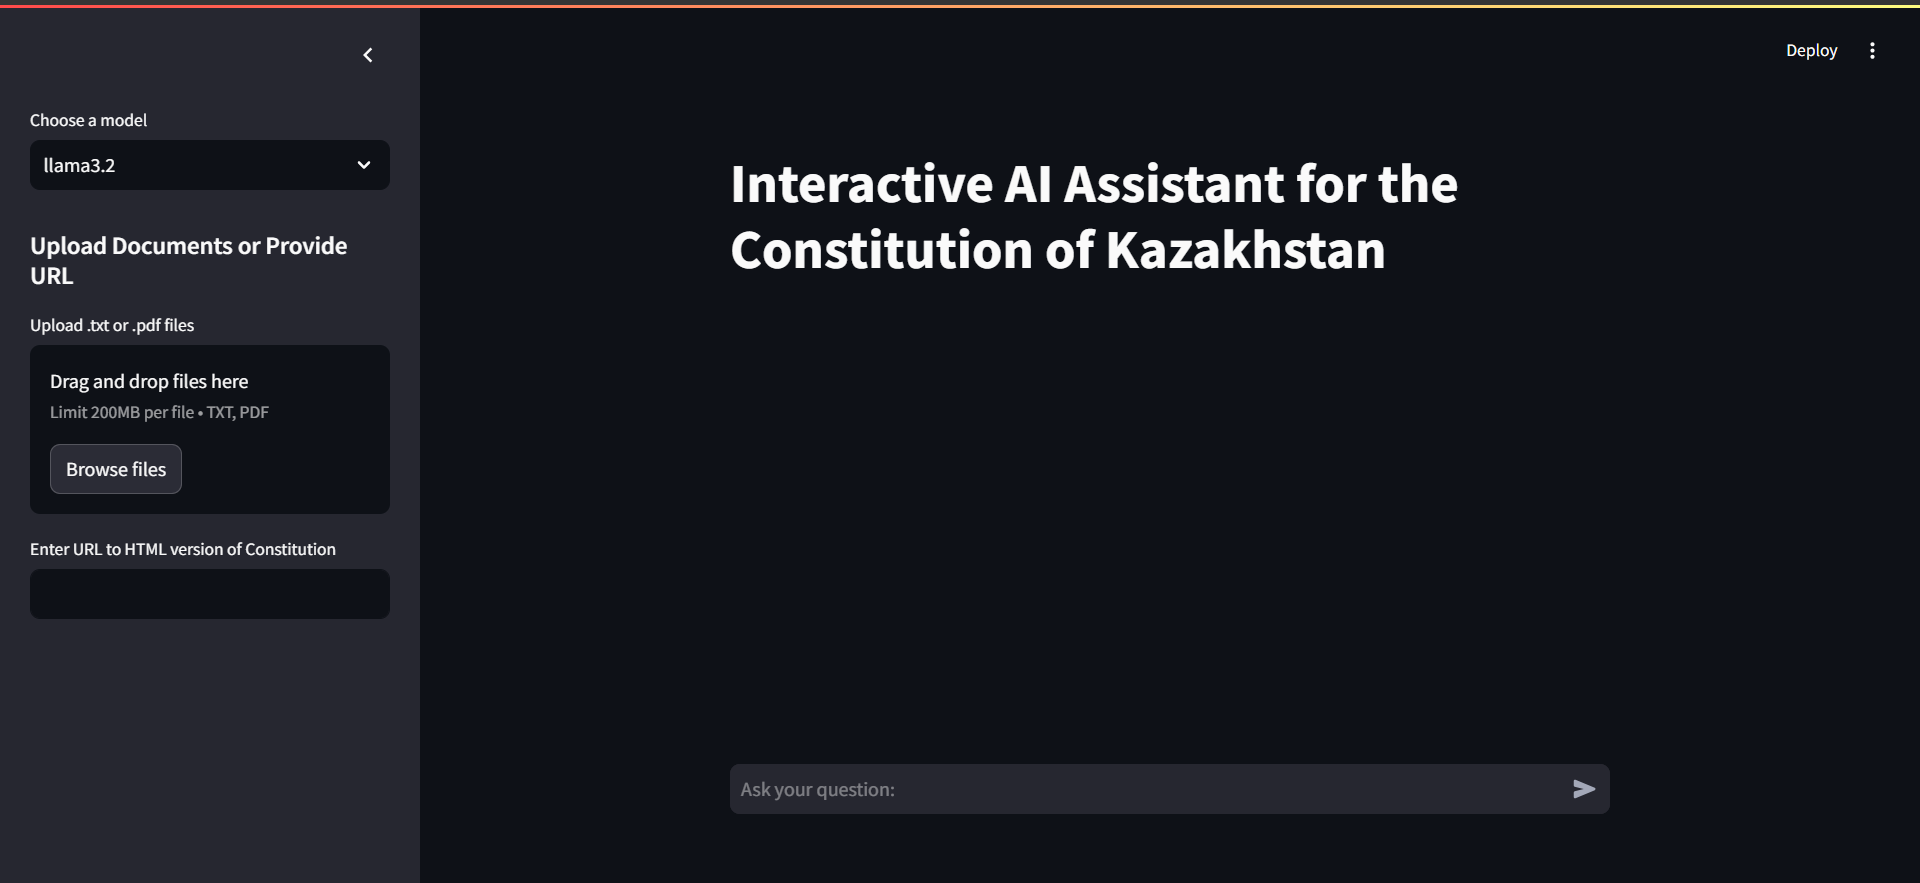 Deploy
Choose a model
llama3.2
Upload Documents or Provide
URL
Upload .txt or .pdf files
Drag and drop files here
Limit 200MB per file • TXT, PDF
Browse files
Enter URL to HTML version of Constitution
Interactive AI Assistant for the
Constitution of Kazakhstan
Ask your question: